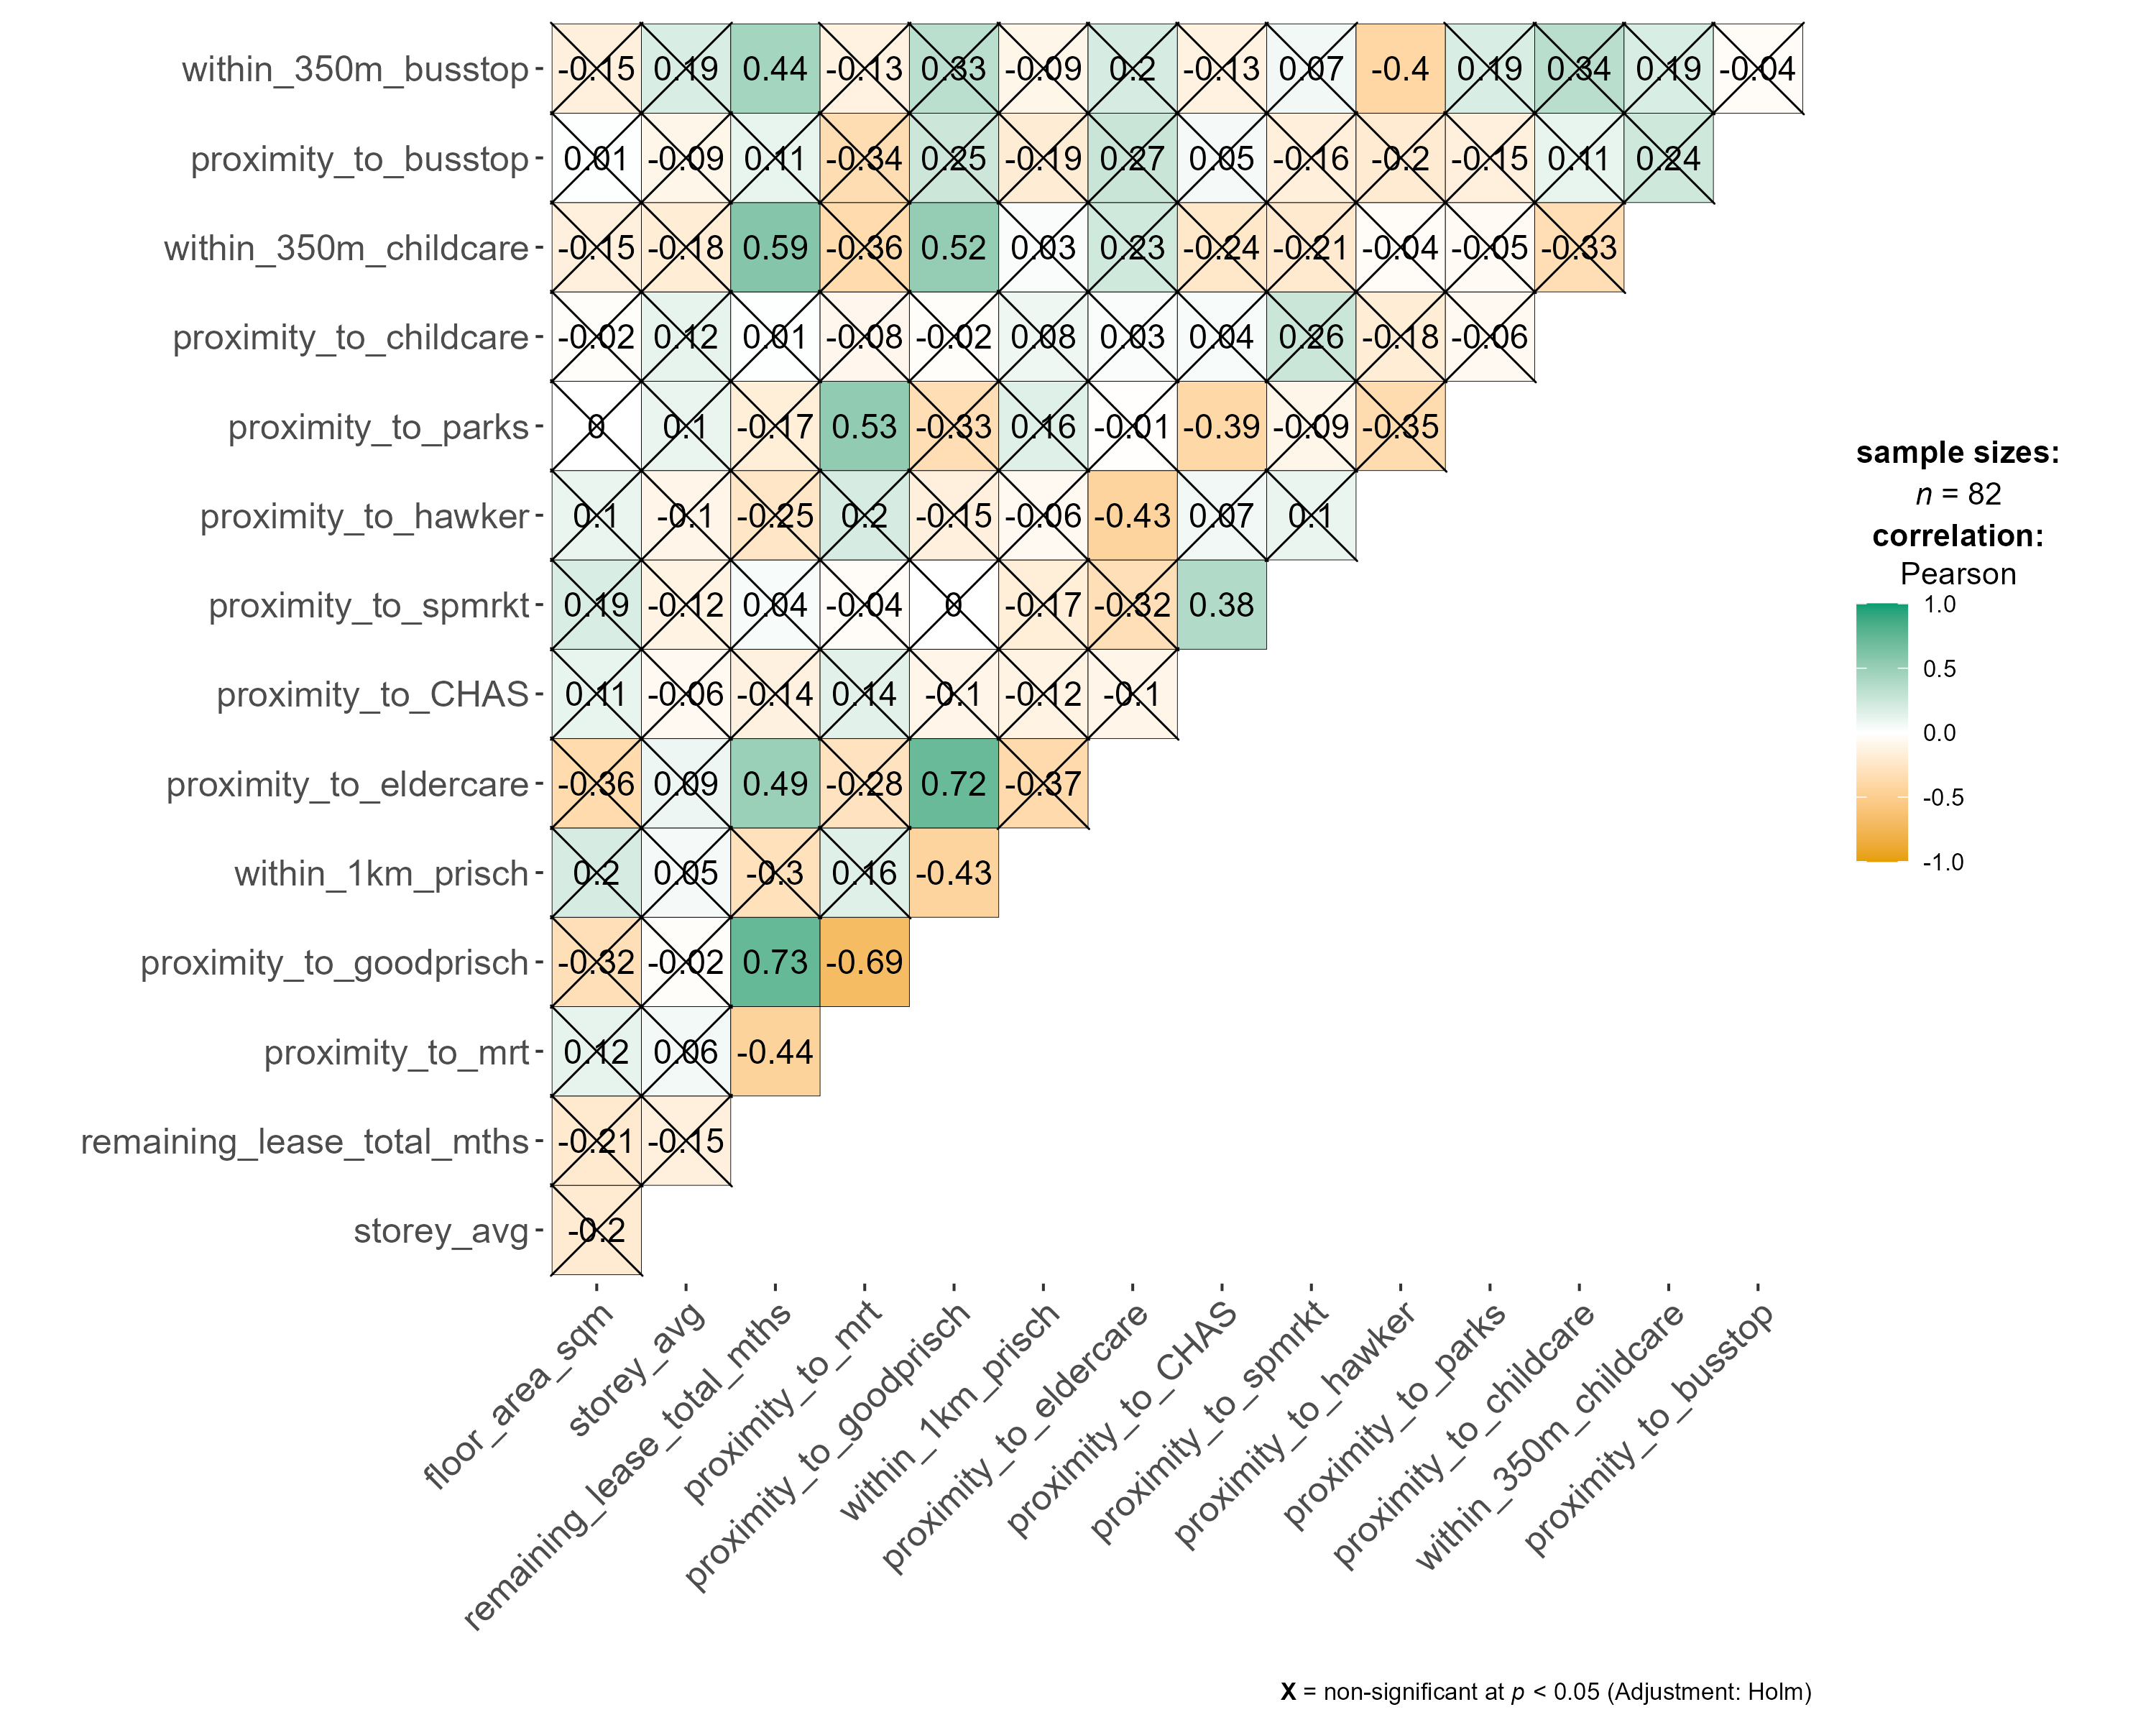 within_350m_busstop -0.15 0.19 0.44 -0.13 0.33 -0.09 0.2 -0.13 0.07 -0.4 0.19 0.34 0.19 -0.04
proximity_to_busstop 0.01 -0.09 0.11 -0.34 0.25 -0.19 0.27 0.05 -0.16 -0.2 -0.15 0.11 0.24
within_350m_childcare -0.15 -0.18 0.59 -0.36 0.52 0.03 0.23 -0.24 -0.21 -0.04 -0.05 -0.33
proximity_to_childcare -0.02 0.12 0.01 -0.08 -0.02 0.08 0.03 0.04 0.26 -0.18 -0.06
proximity_to_parks 0 0.1 -0.17 0.53 -0.33 0.16 -0.01 -0.39 -0.09 -0.35
proximity_to_hawker 0.1 -0.1 -0.25 0.2 -0.15 -0.06 -0.43 0.07 0.1
proximity_to_spmrkt 0.19 -0.12 0.04 -0.04 0 -0.17 -0.32 0.38
proximity_to_CHAS 0.11 -0.06 -0.14 0.14 -0.1 -0.12 -0.1
proximity_to_eldercare -0.36 0.09 0.49 -0.28 0.72 -0.37
within_1km_prisch 0.2 0.05 -0.3 0.16 -0.43
proximity_to_goodprisch -0.32 -0.02 0.73 -0.69
proximity_to_mrt 0.12 0.06 -0.44
remaining_lease_total_mths -0.21 -0.15
storey_avg -0.2
floor_area_sqm
storey_avg
remaining_lease_total_mths
proximity_to_mrt
proximity_to_goodprisch
within_1km_prisch
proximity_to_eldercare
proximity_to_CHAS
proximity_to_spmrkt
proximity_to_hawker
proximity_to_parks
proximity_to_childcare
within_350m_childcare
proximity_to_busstop
sample sizes:
n = 82
correlation:
Pearson
1.0
0.5
0.0
-0.5
-1.0
X = non-significant at p < 0.05 (Adjustment: Holm)